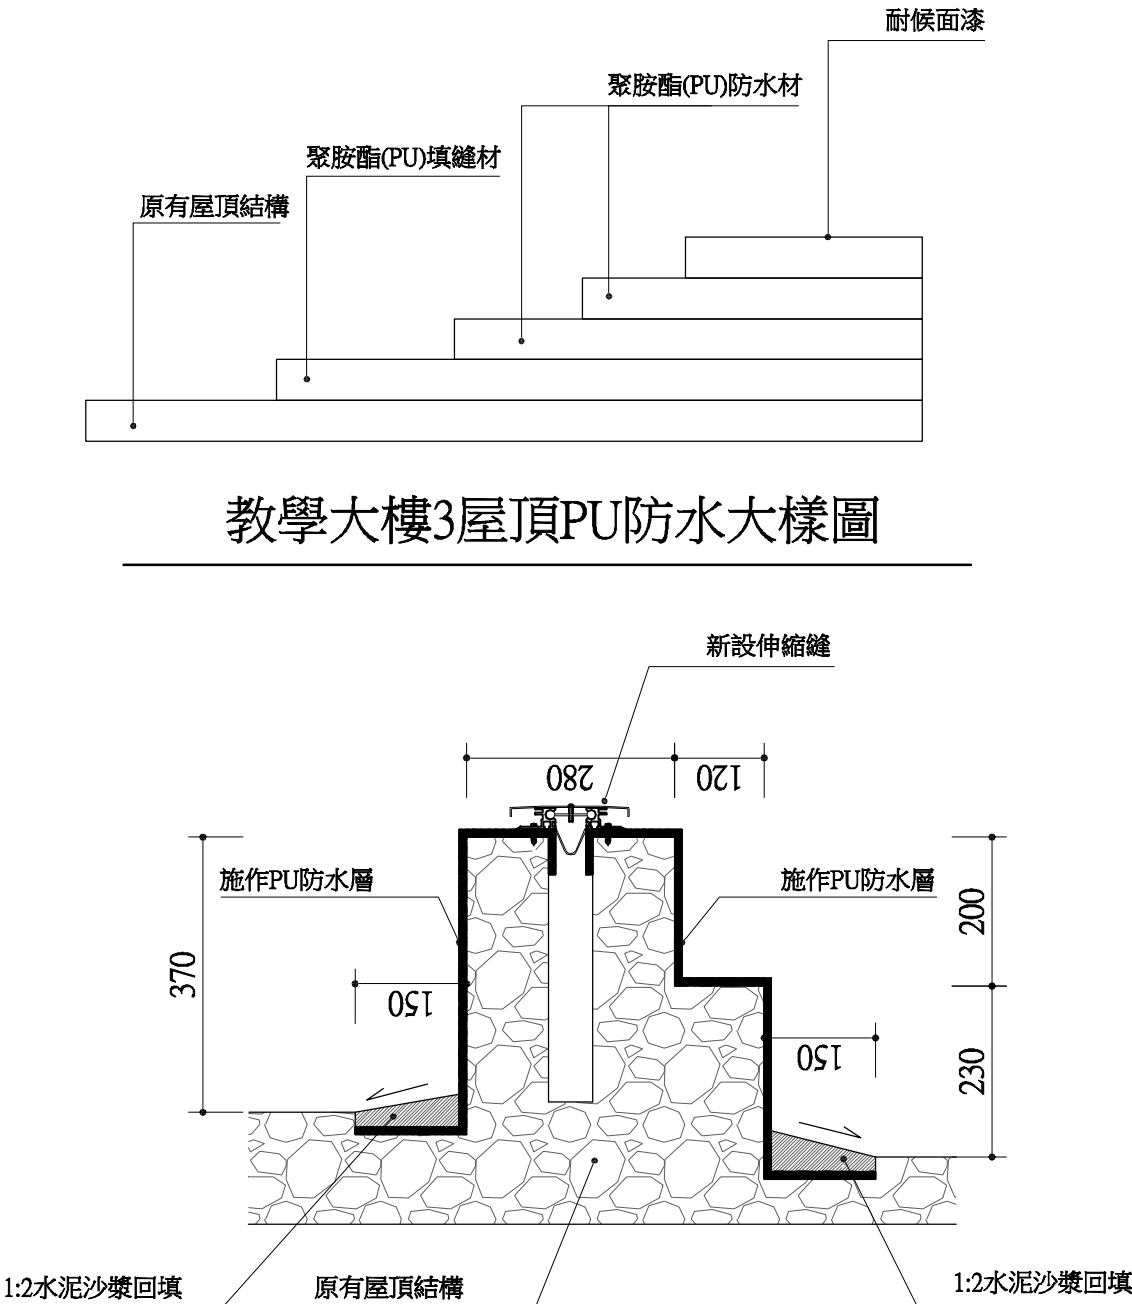 耐候面漆
聚胺酯(PU)防水材
聚胺酯(PU)填縫材
原有屋頂結構
教學大樓3屋頂PU防水大樣圖
新設伸縮縫
280
120
施作PU防水層
施作PU防水層
200
370
150
150
230
1:2水泥沙漿回填
原有屋頂結構
1:2水泥沙漿回填